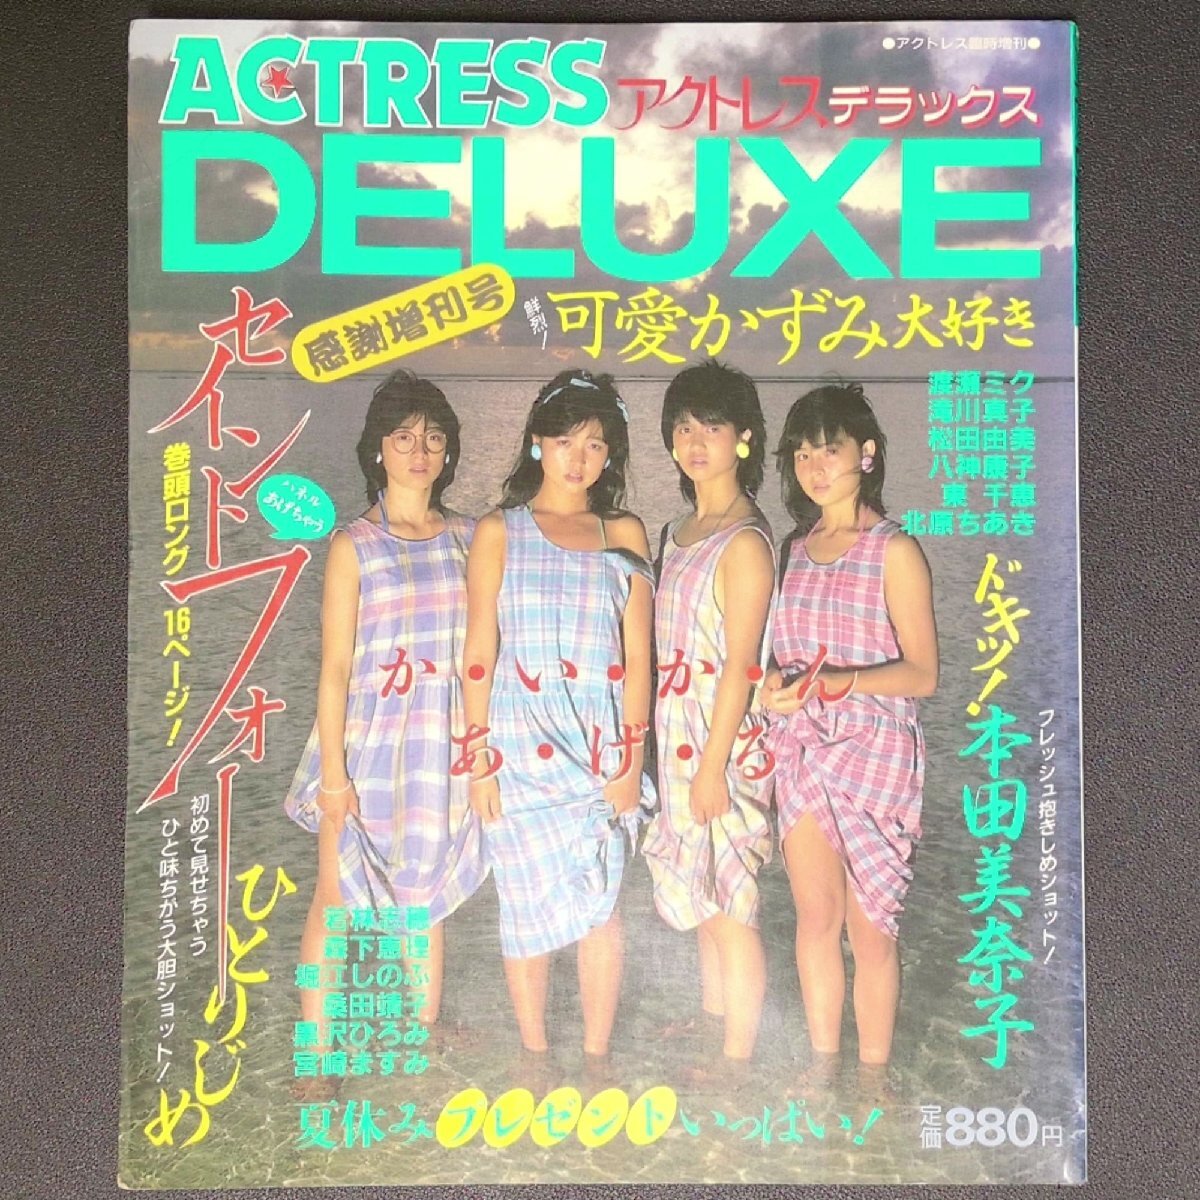 ●アクトレス臨時増刊●
ACTRESS
アクトレスデラックス
DELUXE
感謝増刊号
鮮烈!
可愛かずみ大好き
セイントフォー
ひとりじめ
巻頭ロング16ページ!
パネル
あげちゃう
初めて見せちゃう
ひと味ちがう大胆ショット!
渡瀬ミク
滝川真子
松田由美
八神康子
東千恵
北原ちあき
か・い・か・ん
あ・げ・る
ドキッ!本田美奈子
フレッシュ抱きしめショット!
若林志穂
森下恵理
堀江しのぶ
桑田靖子
黒沢ひろみ
宮崎ますみ
夏休みプレゼントいっぱい!
定価880円